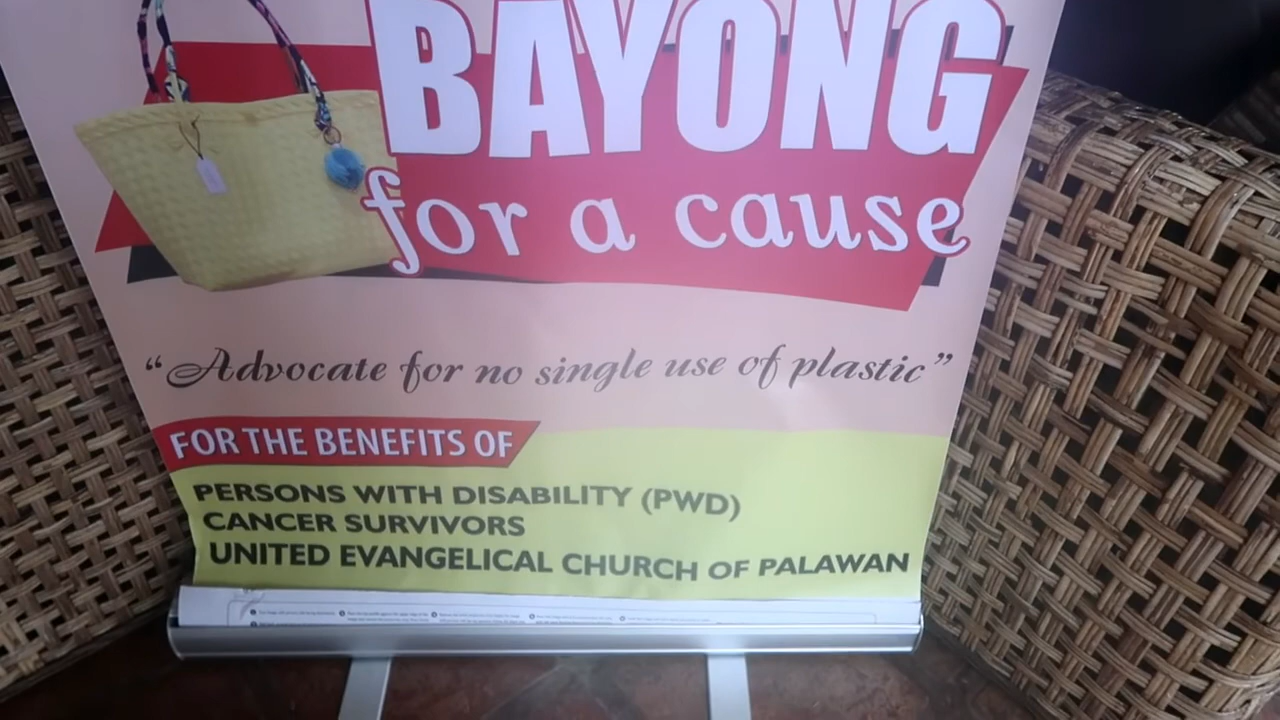 BAYONG
for a cause
“Advocate for no single use of plastic”
FOR THE BENEFITS OF
PERSONS WITH DISABILITY (PWD)
CANCER SURVIVORS
UNITED EVANGELICAL CHURCH OF PALAWAN